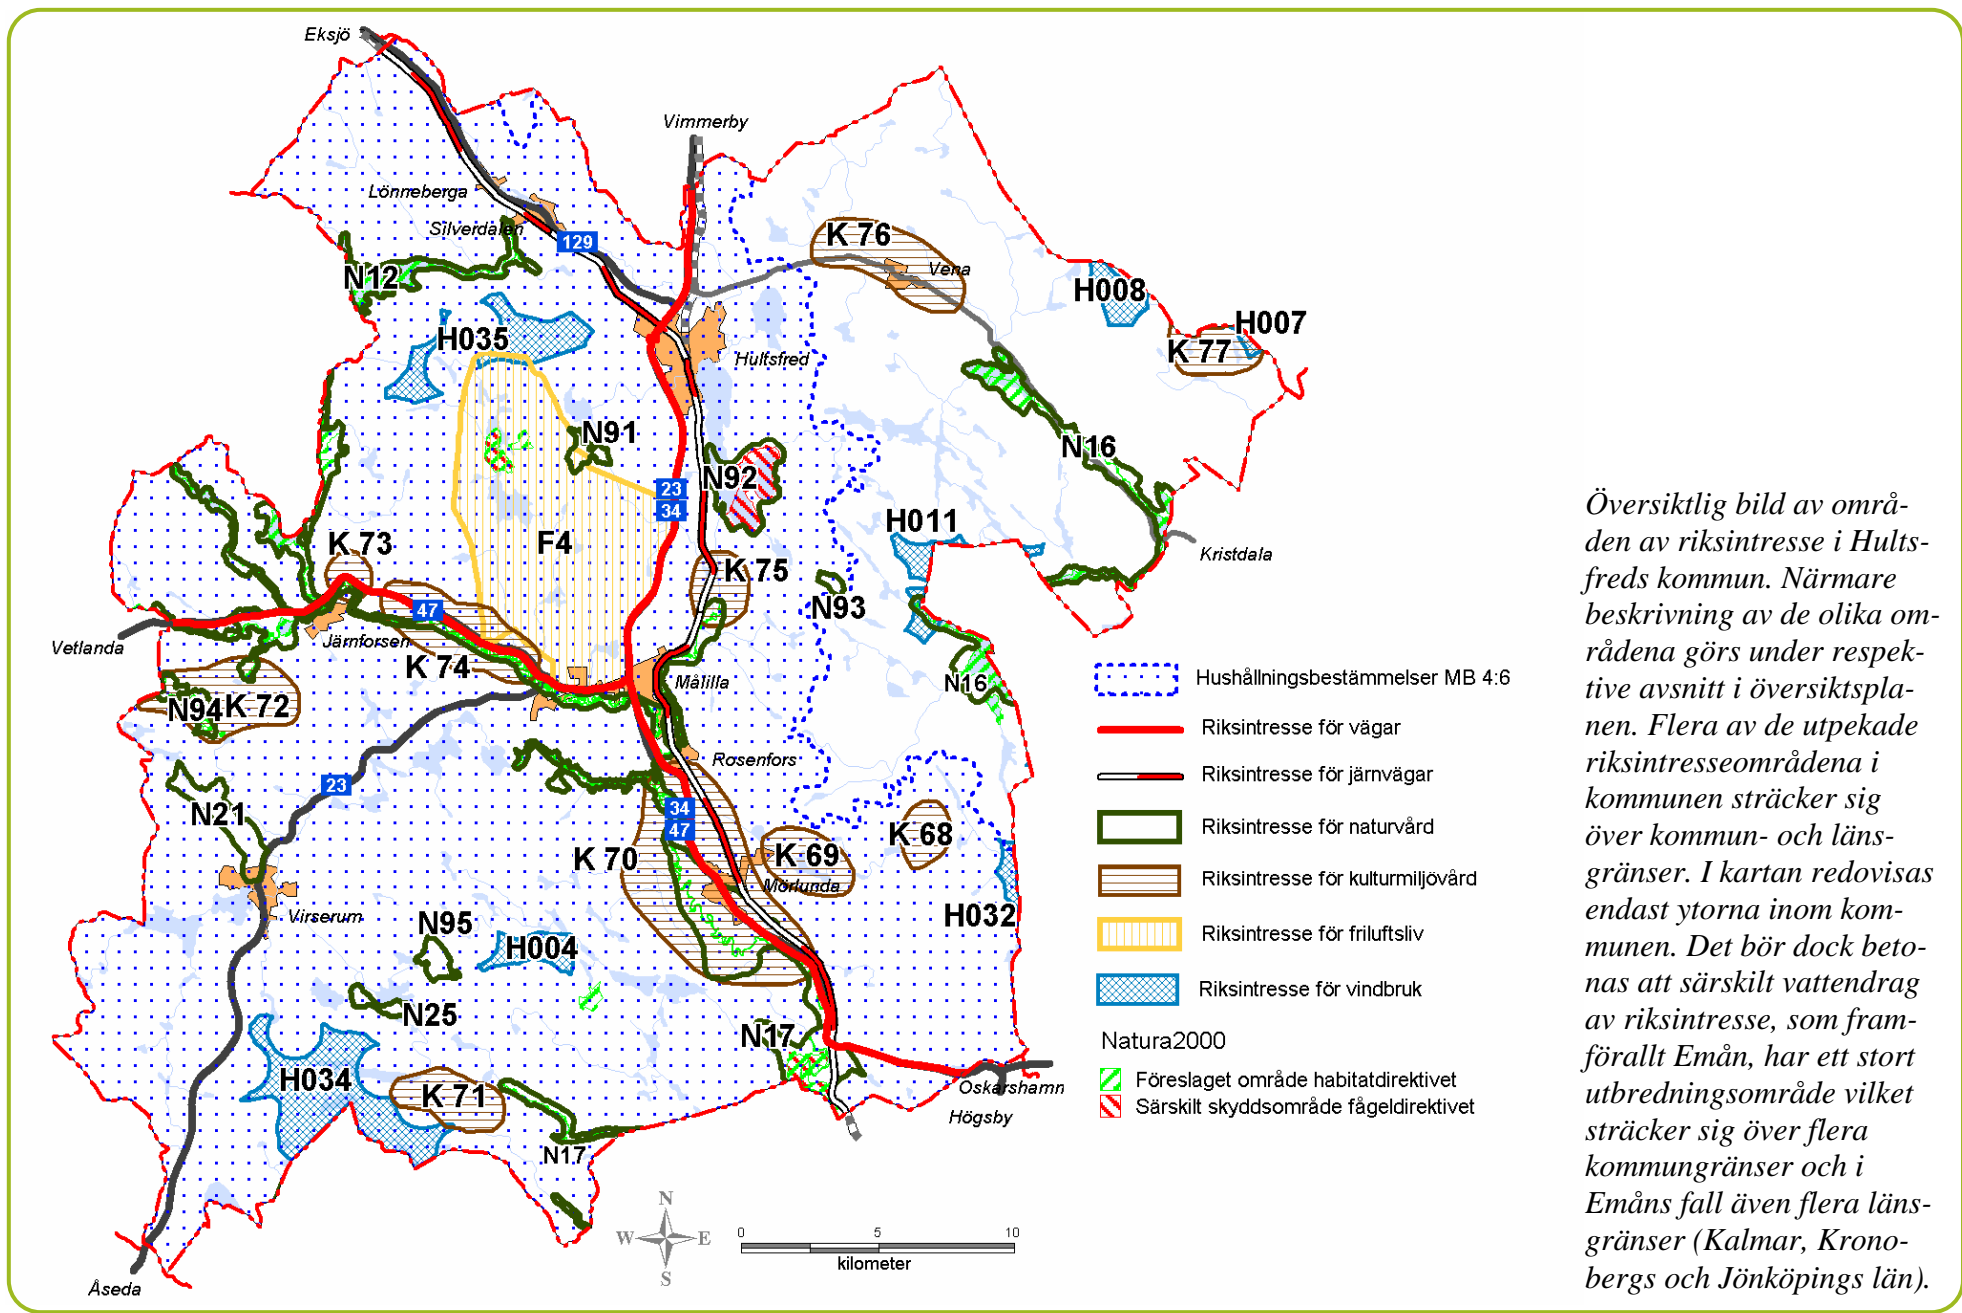 Eksjö
Vimmerby
Lönneberga
Silverdalen
129
K 76
Vena
N12
H008
H007
H035
K 77
Hultsfred
N91
N16
N92
23
34
H011
F4
K 73
Kristdala
K 75
N93
47
Vetlanda
Järnforsen
K 74
N16
Målilla
N94
K 72
Rosenfors
23
N21
34
47
K 68
K 70
K 69
Mörlunda
Virserum
N95
H032
H004
N25
N17
H034
K 71
Oskarshamn
Högsby
N17
Åseda
N
W
E
S
0
5
10
kilometer
Hushållningsbestämmelser MB 4:6
Riksintresse för vägar
Riksintresse för järnvägar
Riksintresse för naturvård
Riksintresse för kulturmiljövård
Riksintresse för friluftsliv
Riksintresse för vindbruk
Natura2000
Föreslaget område habitatdirektivet
Särskilt skyddsområde fågeldirektivet
Översiktlig bild av områ-
den av riksintresse i Hults-
freds kommun. Närmare
beskrivning av de olika om-
rådena görs under respek-
tive avsnitt i översiktspla-
nen. Flera av de utpekade
riksintresseområdena i
kommunen sträcker sig
över kommun- och läns-
gränser. I kartan redovisas
endast ytorna inom kom-
munen. Det bör dock beto-
nas att särskilt vattendrag
av riksintresse, som fram-
förallt Emån, har ett stort
utbredningsområde vilket
sträcker sig över flera
kommungränser och i
Emåns fall även flera läns-
gränser (Kalmar, Krono-
bergs och Jönköpings län).